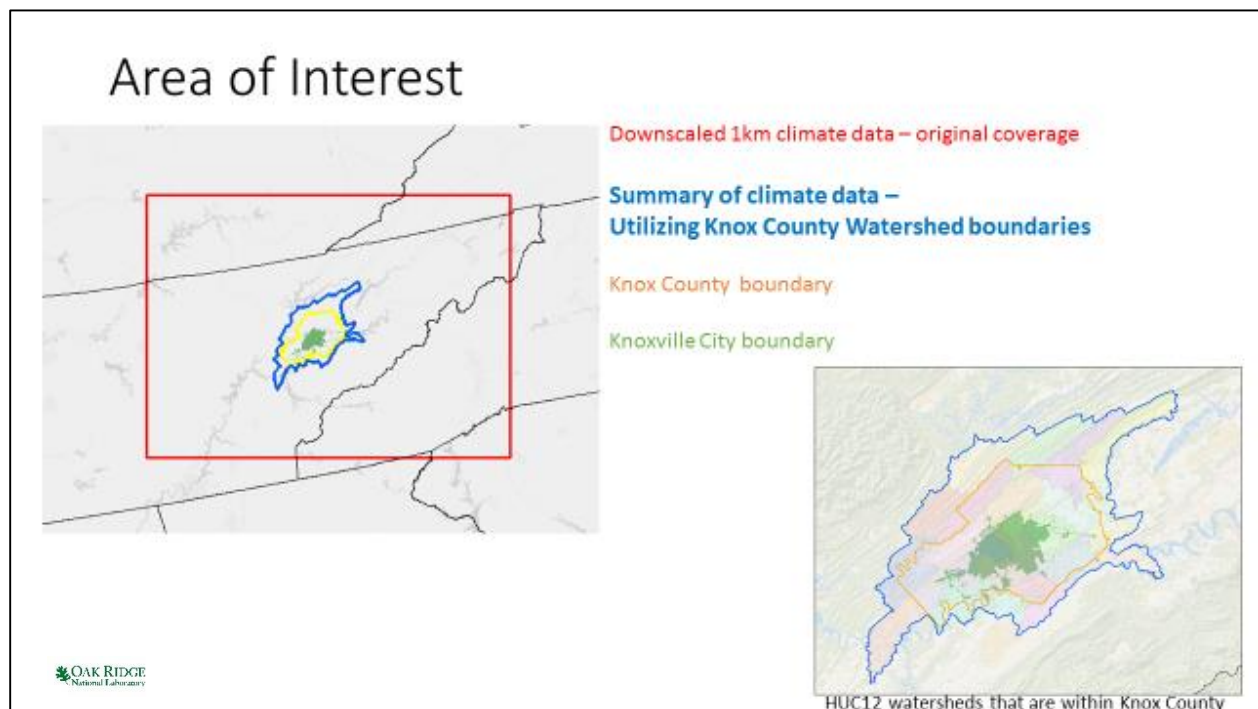 Area of Interest
Downscaled 1km climate data – original coverage
Summary of climate data –
Utilizing Knox County Watershed boundaries
Knox County boundary
Knoxville City boundary
HUC12 watersheds that are within Knox County
OAK RIDGE
National Laboratory